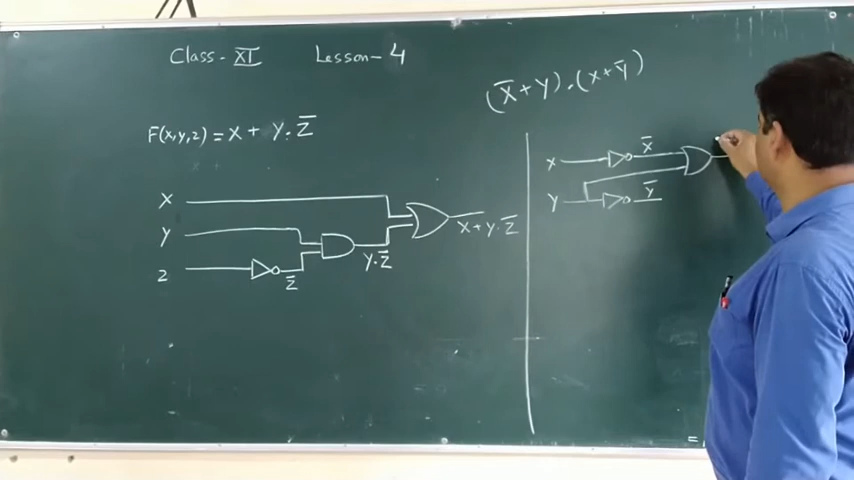 Class - XI Lesson - 4
F(x,y,z) = X + Y.Z̅
X
Y
Z
Z̅
Y.Z̅
X + Y.Z̅
(X̅ + Y) . (X + Y̅)
X
X̅
Y
Y̅